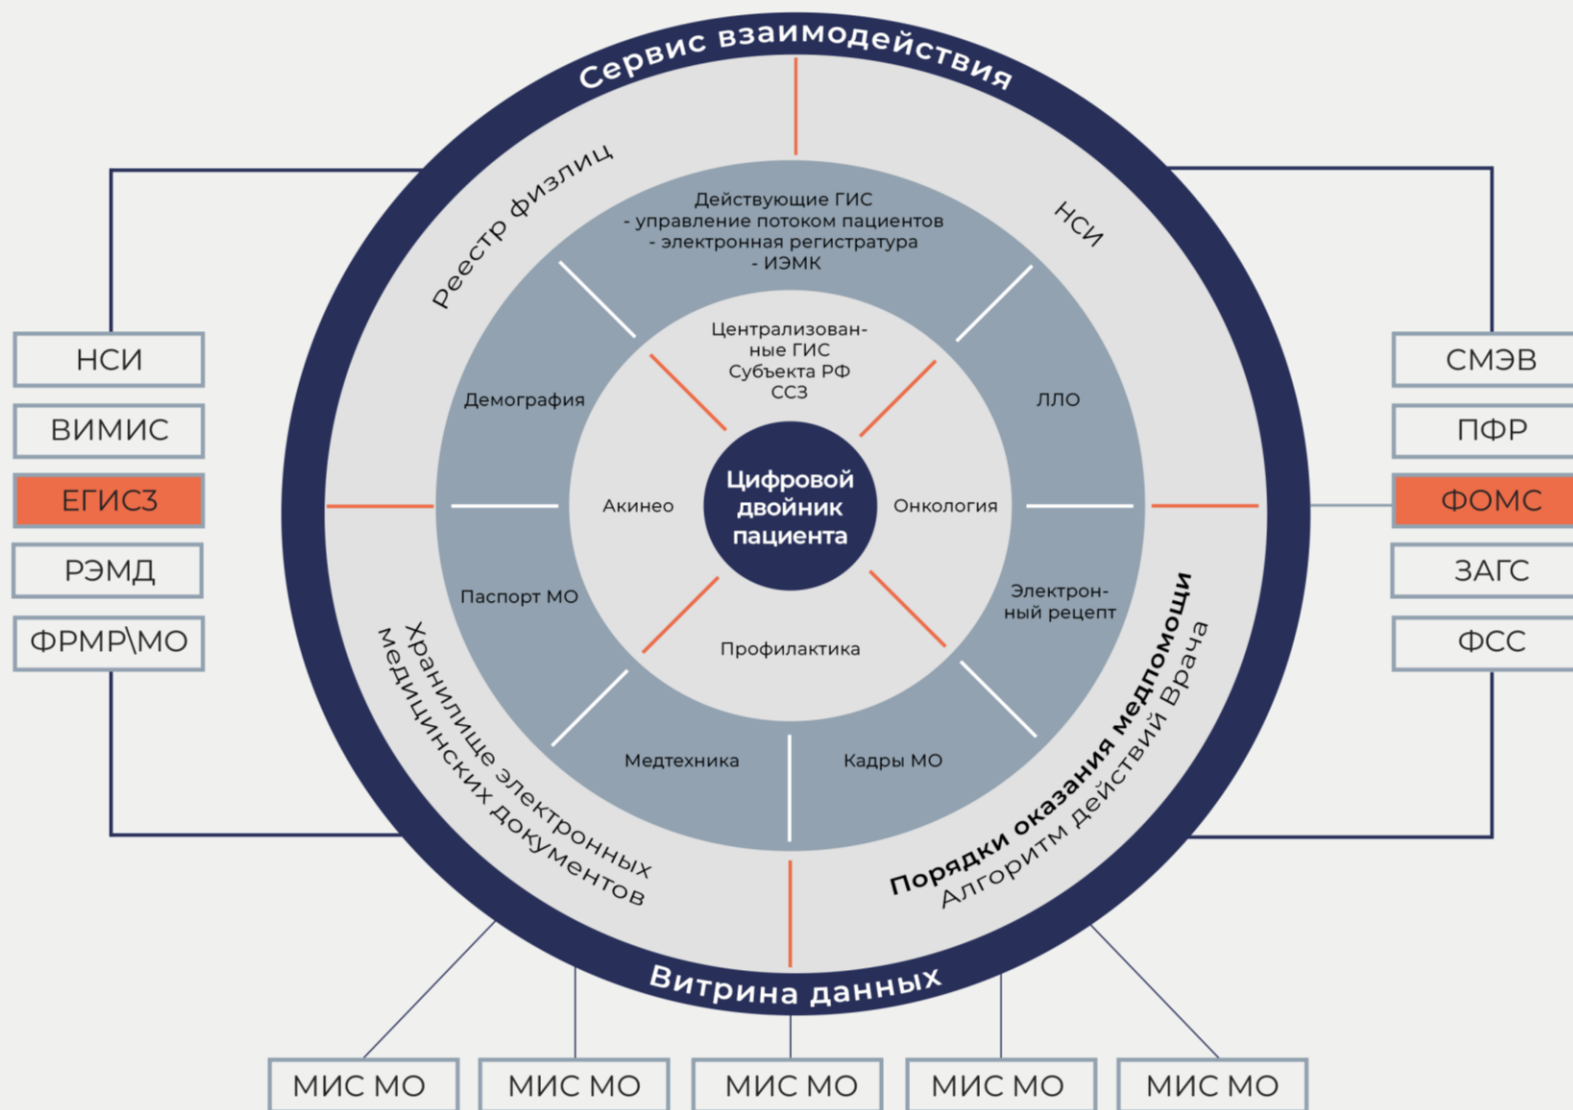 Сервис взаимодействия
Реестр физлиц
НСИ
Действующие ГИС
- управление потоком пациентов
- электронная регистратура
- ИЭМК
Централизован-
ные ГИС
Субъекта РФ
ССЗ
Демография
ЛЛО
Цифровой
двойник
пациента
Акинео
Онкология
Паспорт МО
Электрон-
ный рецепт
Профилактика
Медтехника
Кадры МО
Хранилище электронных
медицинских документов
Порядки оказания медпомощи
Алгоритм действий Врача
Витрина данных
НСИ
ВИМИС
ЕГИСЗ
РЭМД
ФРМР\МО
СМЭВ
ПФР
ФОМС
ЗАГС
ФСС
МИС МО
МИС МО
МИС МО
МИС МО
МИС МО